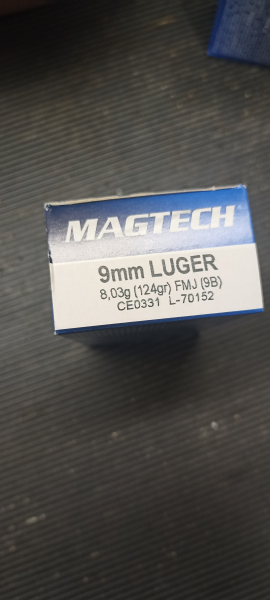 MAGTECH
9mm LUGER
8,03g (124gr) FMJ (9B)
CE0331 L-70152